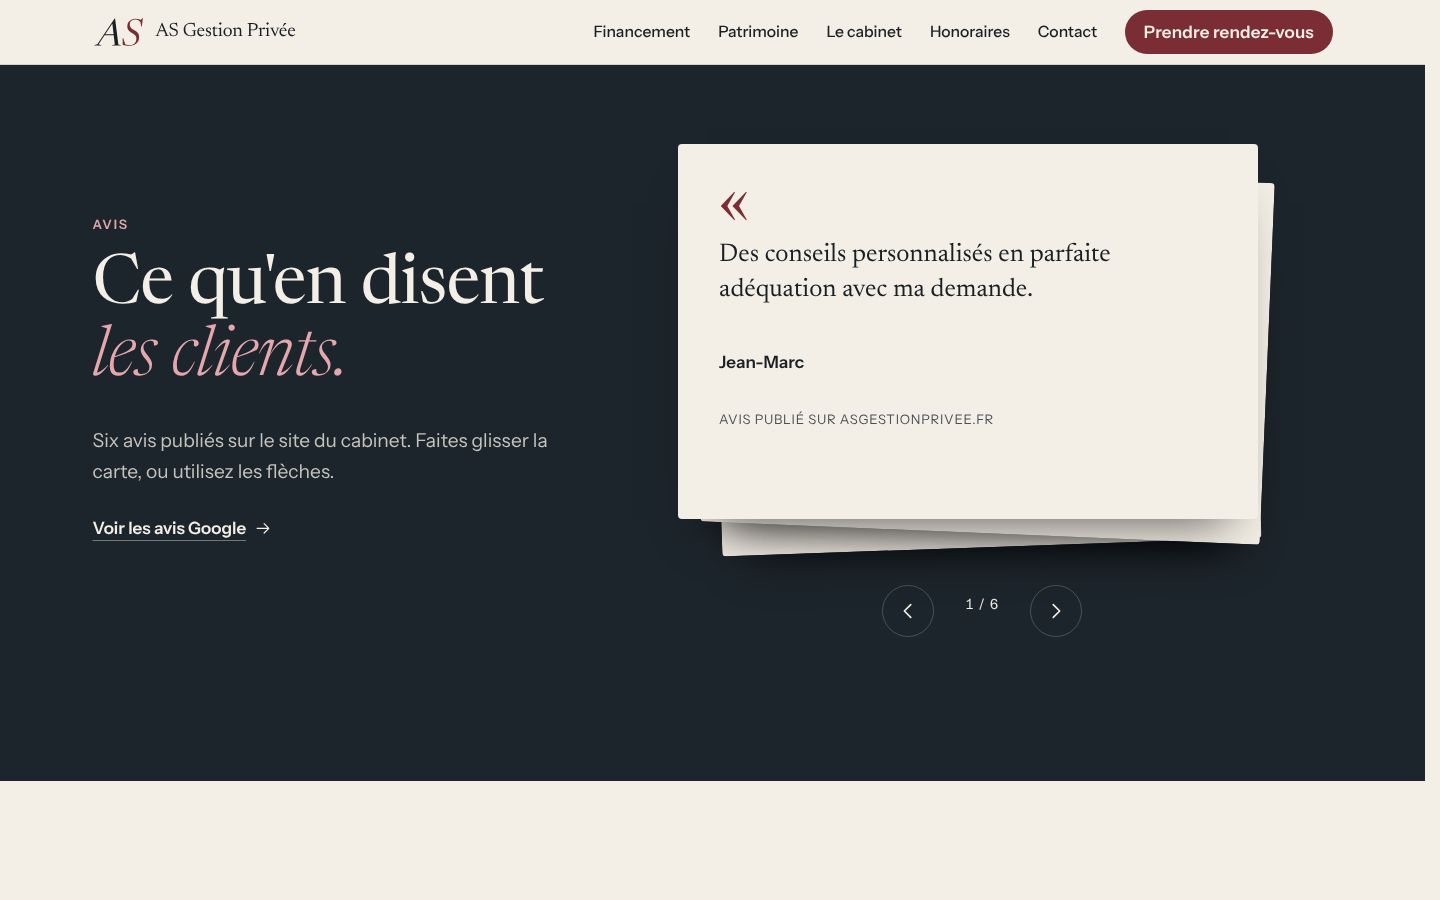 AS AS Gestion Privée
Financement Patrimoine Le cabinet Honoraires Contact Prendre rendez-vous
AVIS
Ce qu'en disent
les clients.
Six avis publiés sur le site du cabinet. Faites glisser la
carte, ou utilisez les flèches.
Voir les avis Google →
«
Des conseils personnalisés en parfaite
adéquation avec ma demande.
Jean-Marc
AVIS PUBLIÉ SUR ASGESTIONPRIVEE.FR
1 / 6